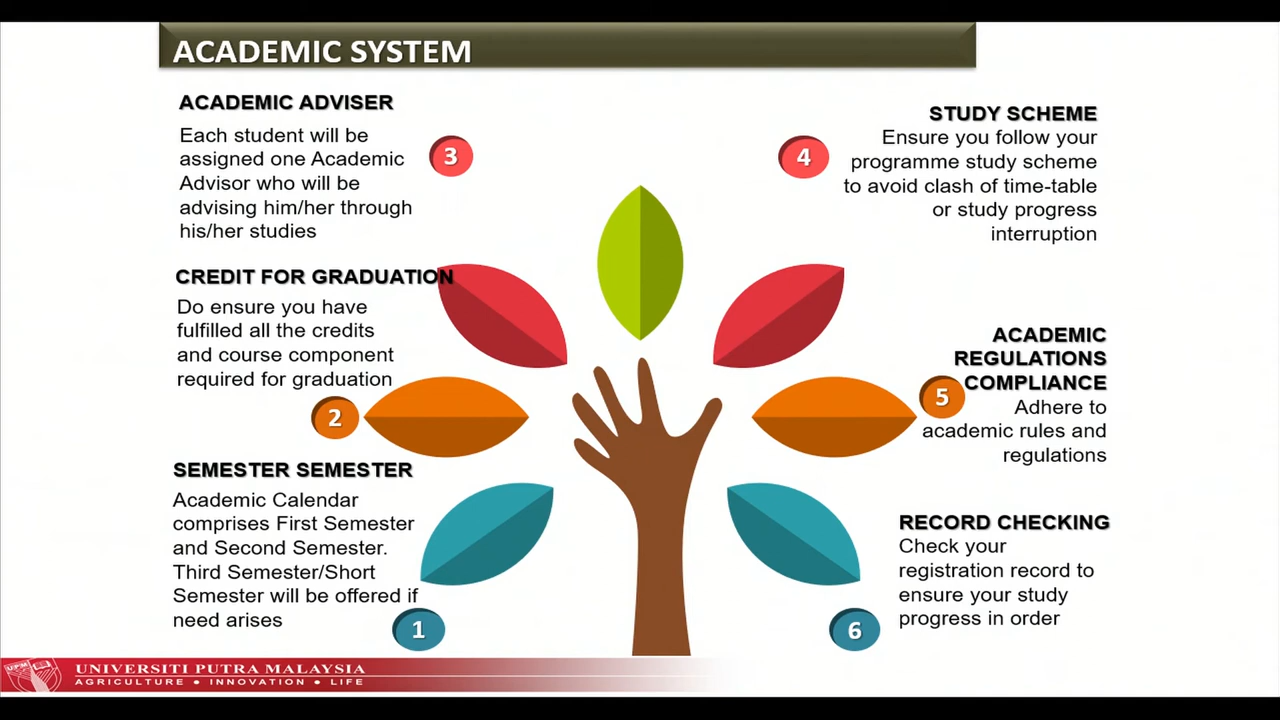 ACADEMIC SYSTEM
ACADEMIC ADVISER
Each student will be
assigned one Academic
Advisor who will be
advising him/her through
his/her studies
3
CREDIT FOR GRADUATION
Do ensure you have
fulfilled all the credits
and course component
required for graduation
2
SEMESTER SEMESTER
Academic Calendar
comprises First Semester
and Second Semester.
Third Semester/Short
Semester will be offered if
need arises
1
4
STUDY SCHEME
Ensure you follow your
programme study scheme
to avoid clash of time-table
or study progress
interruption
5
ACADEMIC
REGULATIONS
COMPLIANCE
Adhere to
academic rules and
regulations
6
RECORD CHECKING
Check your
registration record to
ensure your study
progress in order
UPM
UNIVERSITI PUTRA MALAYSIA
AGRICULTURE • INNOVATION • LIFE